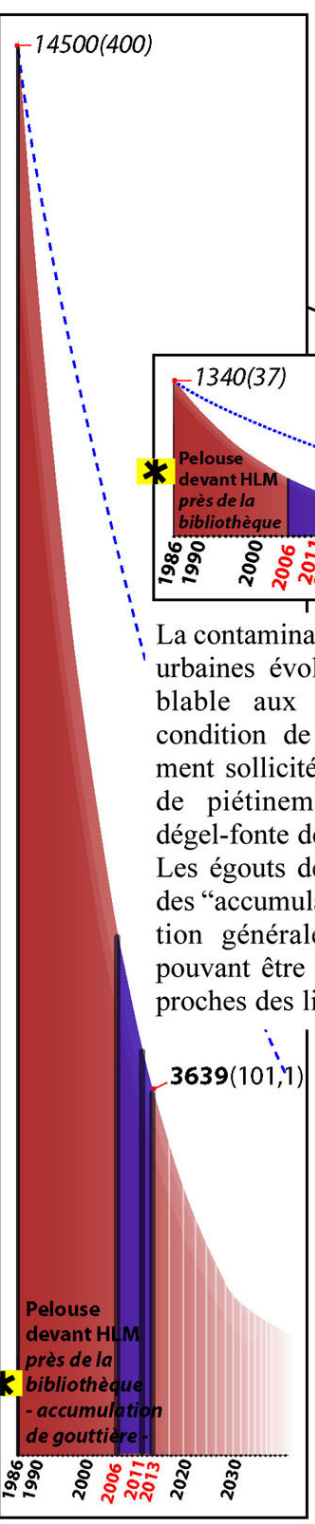 14500(400)
1340(37)
*
Pelouse
devant HLM
près de la
bibliothèque
1986
1990
2000
2006
2011
La contamina
urbaines évol
blable aux
condition de
ment sollicité
de piétinem
dégel-fonte de
Les égouts de
des “accumula
tion générale
pouvant être
proches des li
3639(101,1)
Pelouse
devant HLM
près de la
*
bibliothèque
- accumulation
de gouttière -
1986
1990
2000
2006
2011
2013
2020
2030